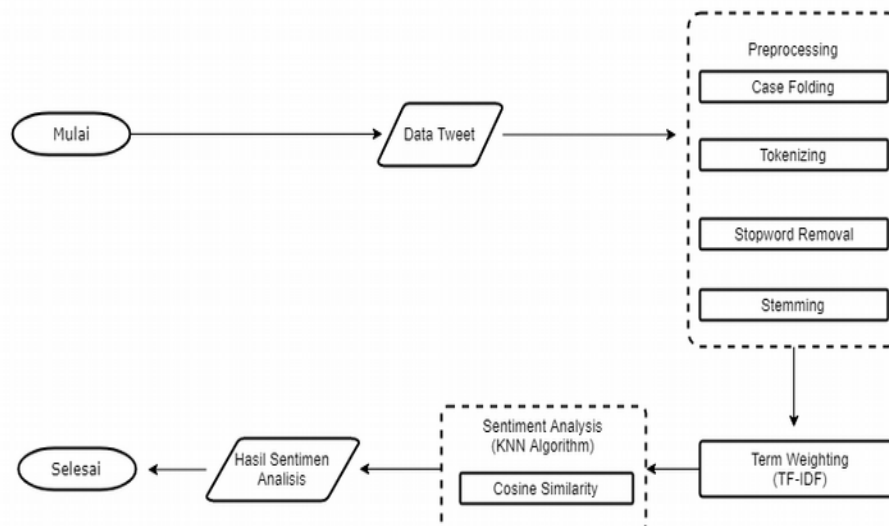 Preprocessing
Case Folding
Mulai
Data Tweet
Tokenizing
Stopword Removal
Stemming
Term Weighting
(TF-IDF)
Sentiment Analysis
(KNN Algorithm)
Cosine Similarity
Hasil Sentimen
Analisis
Selesai